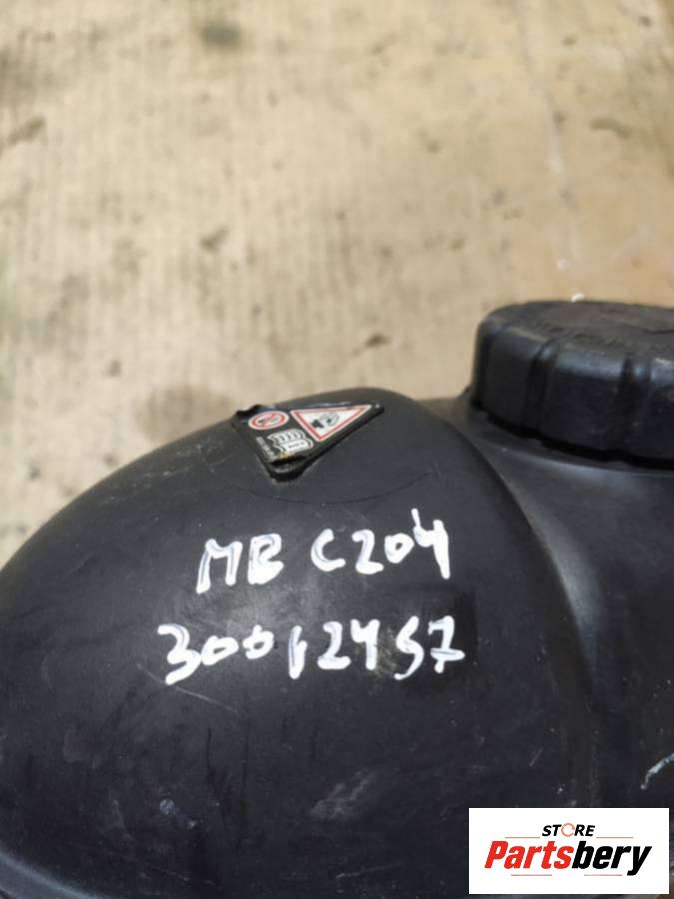 MB C204
30012457
STORE
Partsbery